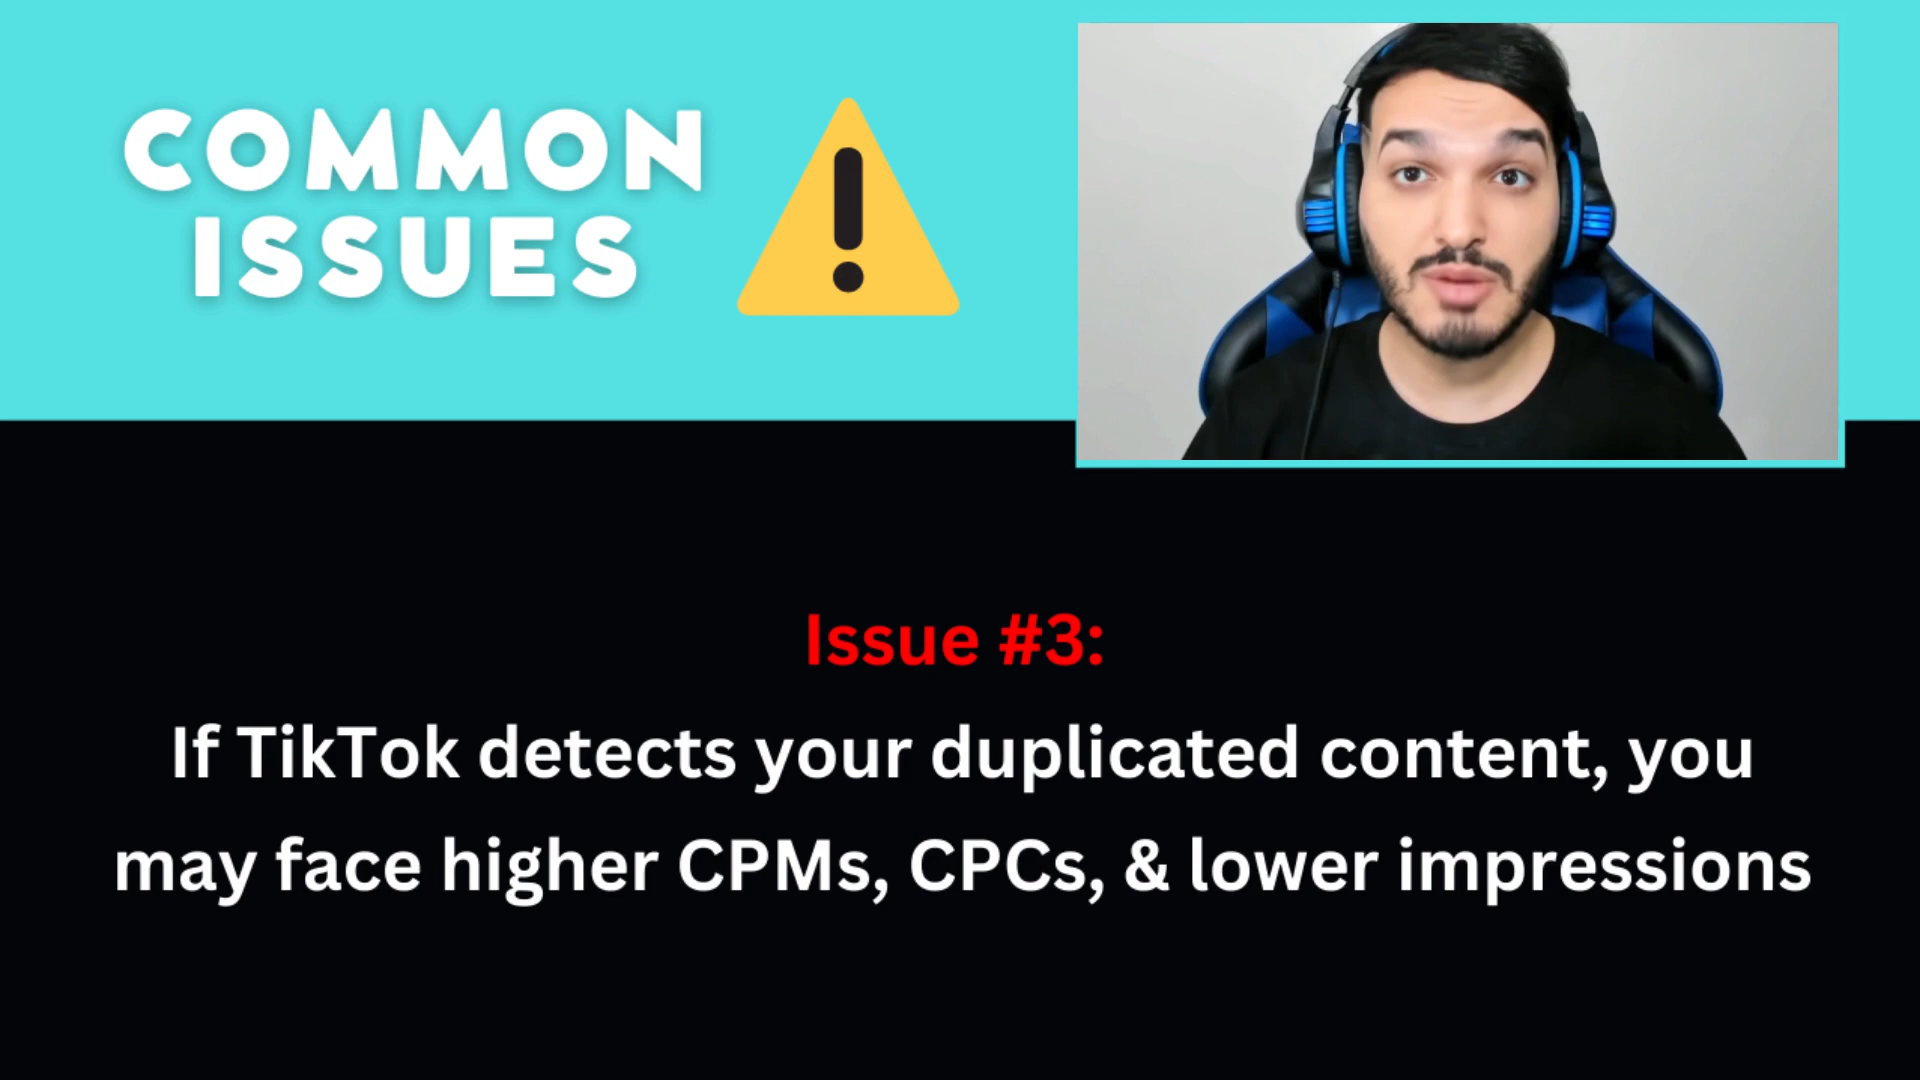 COMMON
ISSUES
Issue #3:
If TikTok detects your duplicated content, you
may face higher CPMs, CPCs, & lower impressions